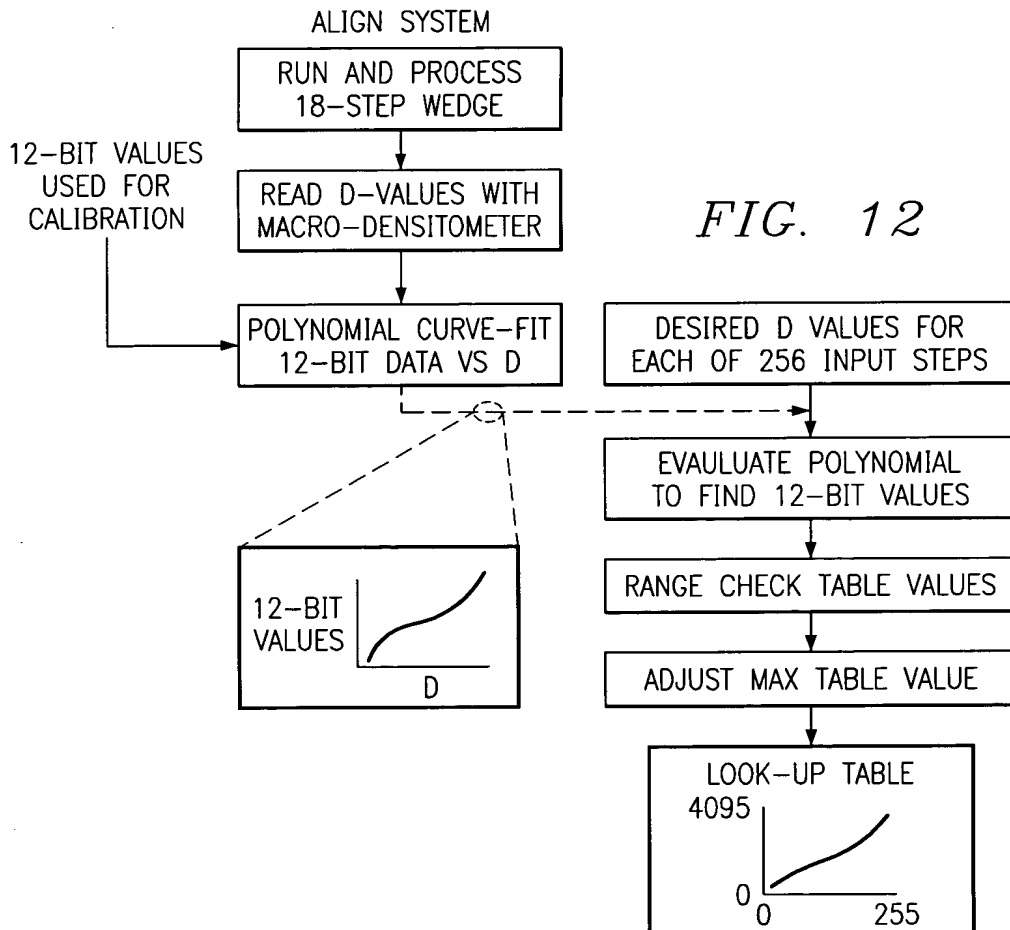 ALIGN SYSTEM
RUN AND PROCESS
18-STEP WEDGE
12-BIT VALUES
USED FOR
CALIBRATION
READ D-VALUES WITH
MACRO-DENSITOMETER
FIG. 12
POLYNOMIAL CURVE-FIT
12-BIT DATA VS D
DESIRED D VALUES FOR
EACH OF 256 INPUT STEPS
EVAULUATE POLYNOMIAL
TO FIND 12-BIT VALUES
12-BIT
VALUES
D
RANGE CHECK TABLE VALUES
ADJUST MAX TABLE VALUE
LOOK-UP TABLE
4095
0
0 255